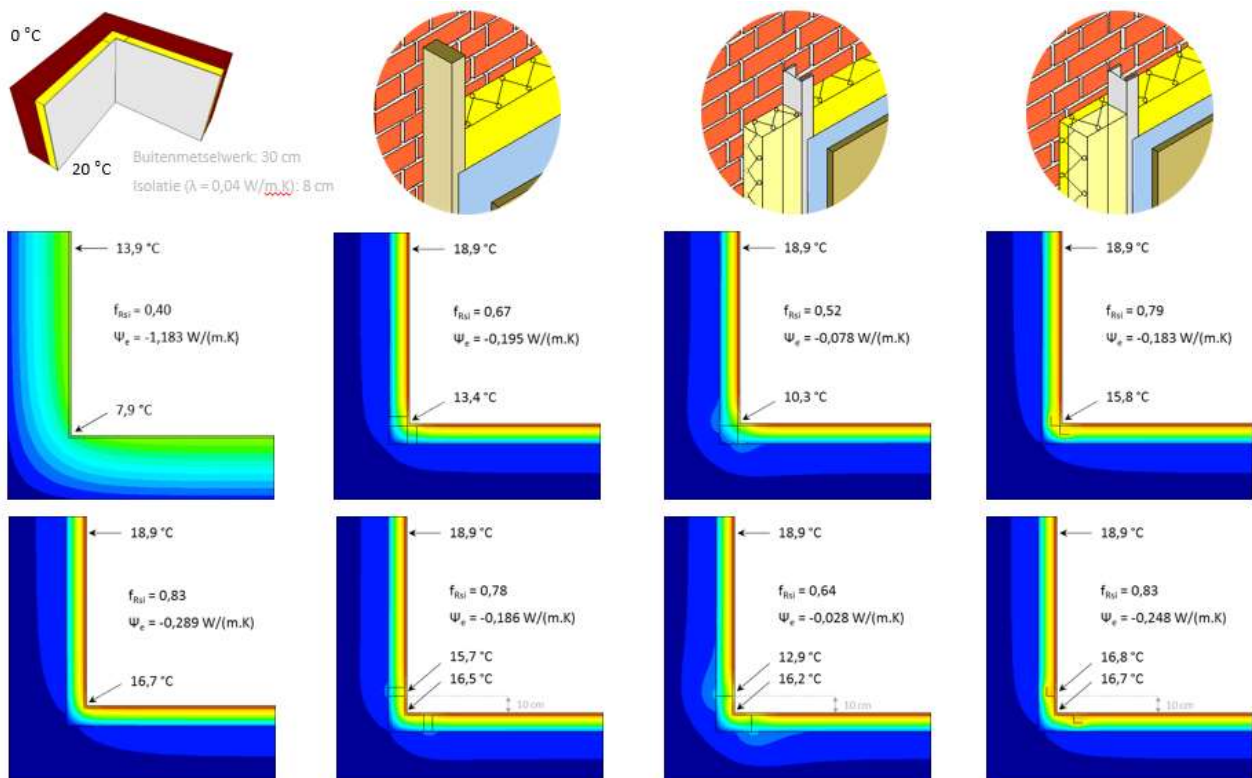 0 °C
20 °C
Buitenmetselwerk: 30 cm
Isolatie (λ = 0,04 W/m.K): 8 cm
13,9 °C
fRsi = 0,40
Ψe = -1,183 W/(m.K)
7,9 °C
18,9 °C
fRsi = 0,67
Ψe = -0,195 W/(m.K)
13,4 °C
18,9 °C
fRsi = 0,52
Ψe = -0,078 W/(m.K)
10,3 °C
18,9 °C
fRsi = 0,79
Ψe = -0,183 W/(m.K)
15,8 °C
18,9 °C
fRsi = 0,83
Ψe = -0,289 W/(m.K)
16,7 °C
18,9 °C
fRsi = 0,78
Ψe = -0,186 W/(m.K)
15,7 °C
16,5 °C
10 cm
18,9 °C
fRsi = 0,64
Ψe = -0,028 W/(m.K)
12,9 °C
16,2 °C
10 cm
18,9 °C
fRsi = 0,83
Ψe = -0,248 W/(m.K)
16,8 °C
16,7 °C
10 cm